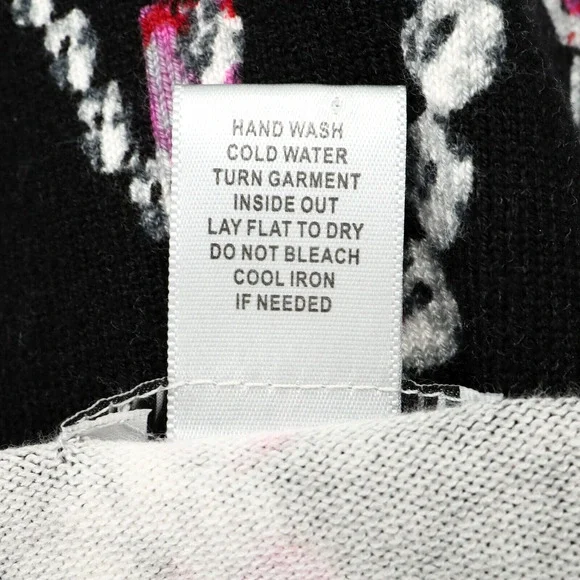 HAND WASH
COLD WATER
TURN GARMENT
INSIDE OUT
LAY FLAT TO DRY
DO NOT BLEACH
COOL IRON
IF NEEDED